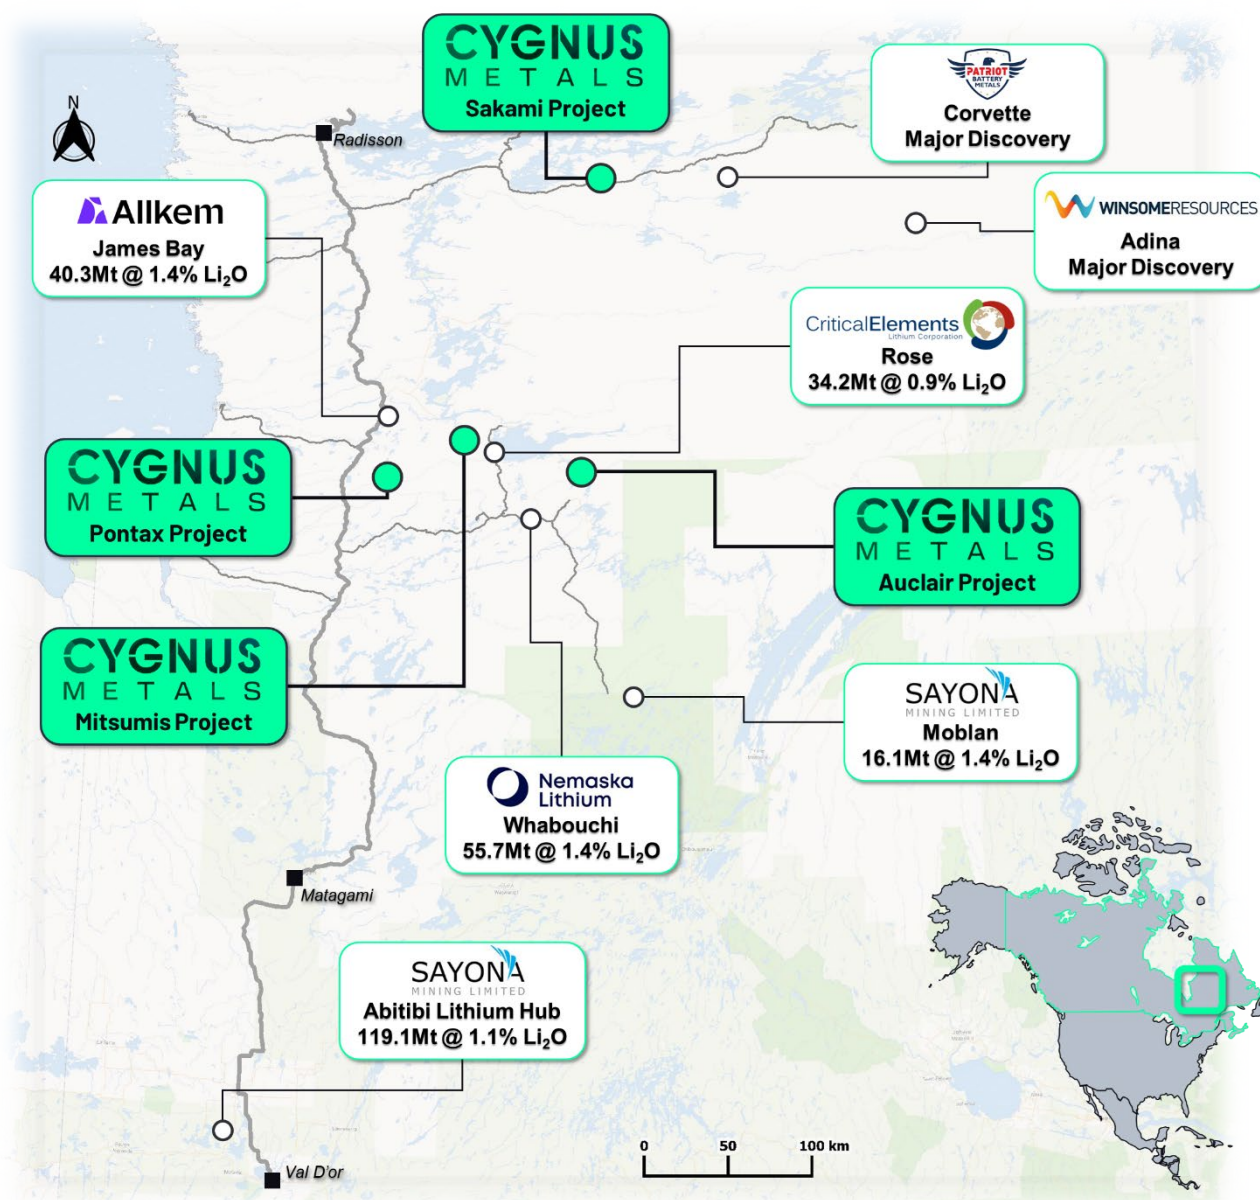 CYGNUS
METALS
Sakami Project
PATRIOT
BATTERY
METALS
Corvette
Major Discovery
N
Radisson
Allkem
James Bay
40.3Mt @ 1.4% Li₂O
WINSOMERESOURCES
Adina
Major Discovery
CriticalElements
Lithium Corporation
Rose
34.2Mt @ 0.9% Li₂O
CYGNUS
METALS
Pontax Project
CYGNUS
METALS
Auclair Project
CYGNUS
METALS
Mitsumis Project
SAYONA
MINING LIMITED
Moblan
16.1Mt @ 1.4% Li₂O
Nemaska
Lithium
Whabouchi
55.7Mt @ 1.4% Li₂O
Matagami
SAYONA
MINING LIMITED
Abitibi Lithium Hub
119.1Mt @ 1.1% Li₂O
0 50 100 km
Val D'or